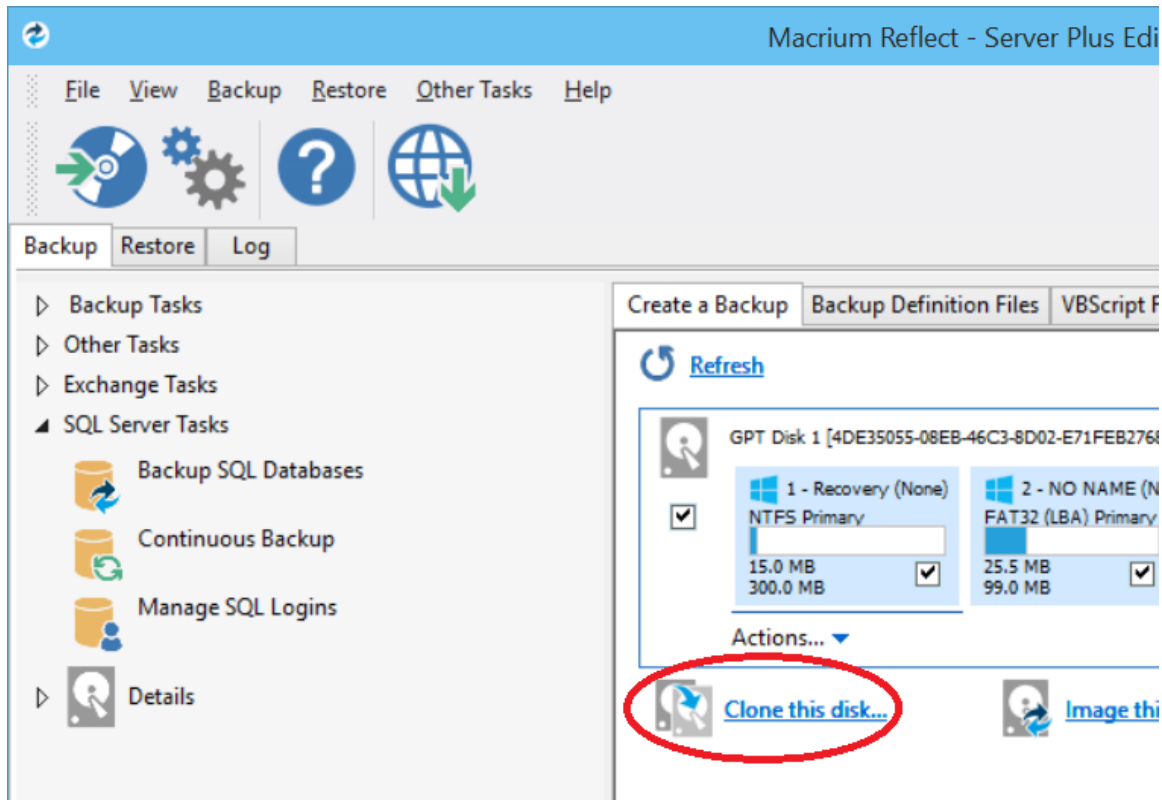 Macrium Reflect - Server Plus Edi
File View Backup Restore Other Tasks Help
Backup Restore Log
Backup Tasks
Other Tasks
Exchange Tasks
SQL Server Tasks
Backup SQL Databases
Continuous Backup
Manage SQL Logins
Details
Create a Backup Backup Definition Files VBScript F
Refresh
GPT Disk 1 [4DE35055-08EB-46C3-8D02-E71FEB2768
1 - Recovery (None)
NTFS Primary
15.0 MB
300.0 MB
2 - NO NAME (N
FAT32 (LBA) Primary
25.5 MB
99.0 MB
Actions...
Clone this disk...
Image thi